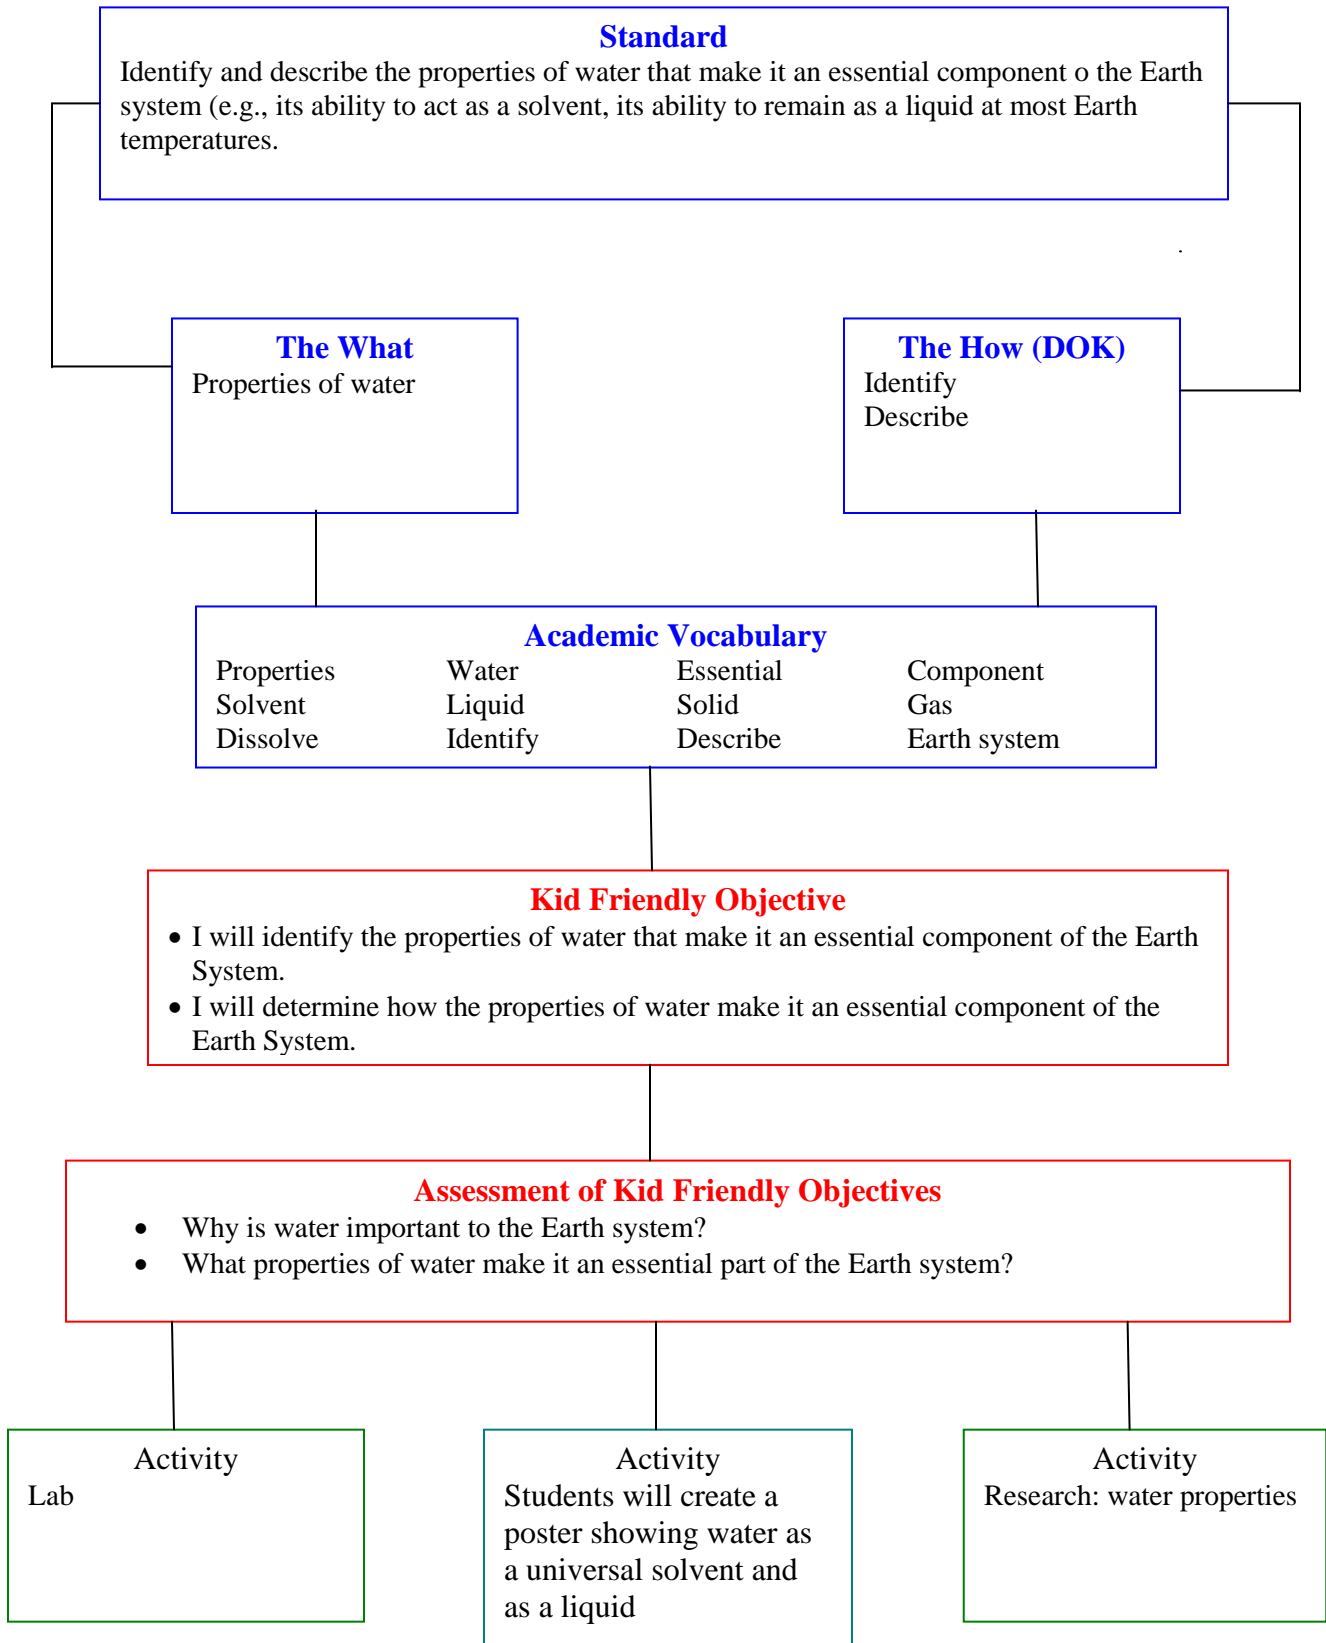 Standard
Identify and describe the properties of water that make it an essential component o the Earth
system (e.g., its ability to act as a solvent, its ability to remain as a liquid at most Earth
temperatures.
.
The What
Properties of water
The How (DOK)
Identify
Describe
Academic Vocabulary
Properties Water Essential Component
Solvent Liquid Solid Gas
Dissolve Identify Describe Earth system
Kid Friendly Objective
• I will identify the properties of water that make it an essential component of the Earth
System.
• I will determine how the properties of water make it an essential component of the
Earth System.
Assessment of Kid Friendly Objectives
• Why is water important to the Earth system?
• What properties of water make it an essential part of the Earth system?
Activity
Lab
Activity
Students will create a
poster showing water as
a universal solvent and
as a liquid
Activity
Research: water properties